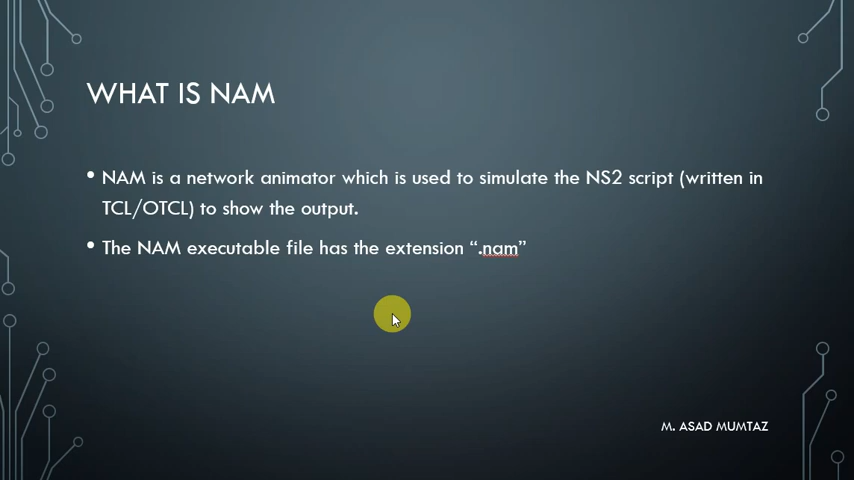 WHAT IS NAM
• NAM is a network animator which is used to simulate the NS2 script (written in
TCL/OTCL) to show the output.
• The NAM executable file has the extension “.nam”
M. ASAD MUMTAZ